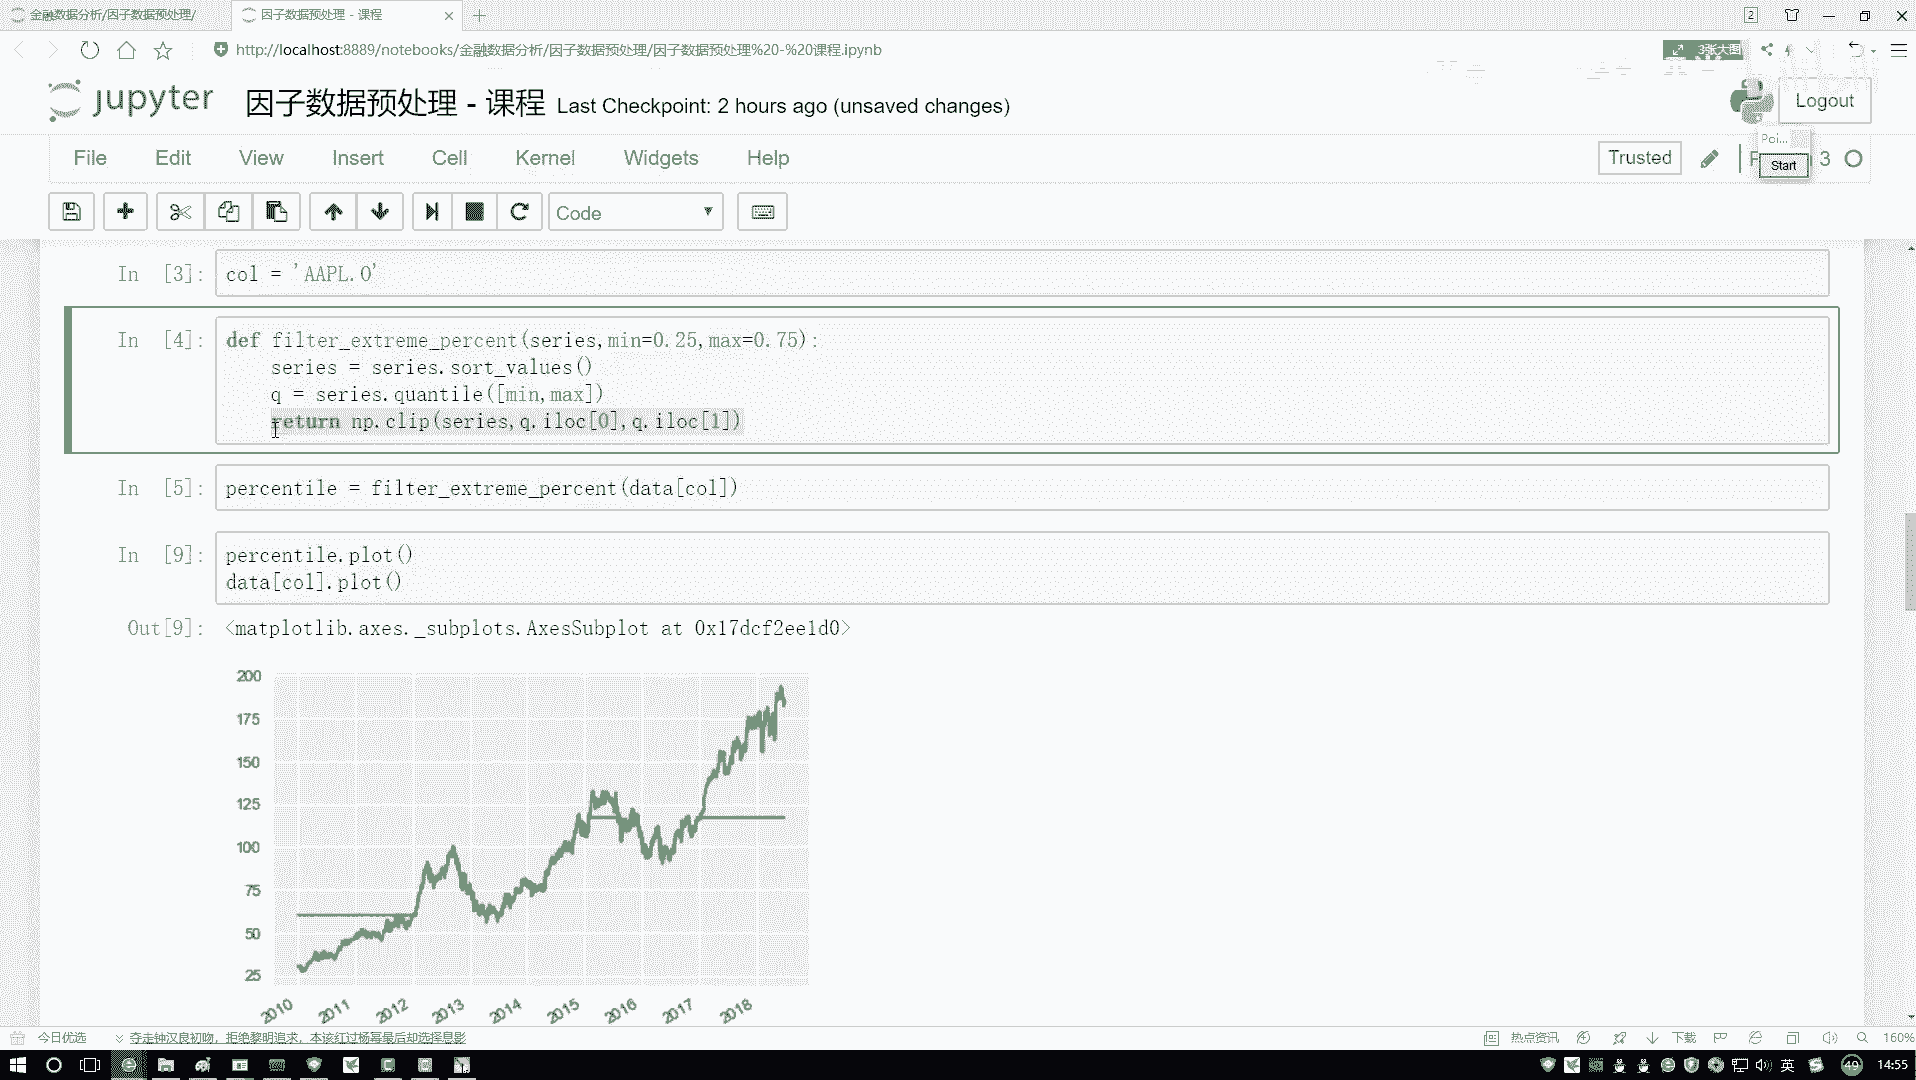 金融数据分析/因子数据预处理/
因子数据预处理 - 课程
2
http://localhost:8889/notebooks/金融数据分析/因子数据预处理/因子数据预处理%20-%20课程.ipynb
3张大图
jupyter 因子数据预处理 - 课程 Last Checkpoint: 2 hours ago (unsaved changes)
Logout
Poi...
Start
File Edit View Insert Cell Kernel Widgets Help
Trusted
3
Code
In [3]: col = 'AAPL.O'
In [4]: def filter_extreme_percent(series,min=0.25,max=0.75):
series = series.sort_values()
q = series.quantile([min,max])
return np.clip(series,q.iloc[0],q.iloc[1])
In [5]: percentile = filter_extreme_percent(data[col])
In [9]: percentile.plot()
data[col].plot()
Out[9]: <matplotlib.axes._subplots.AxesSubplot at 0x17dcf2ee1d0>
200
175
150
125
100
75
50
25
2010 2011 2012 2013 2014 2015 2016 2017 2018
今日优选
夺走钟汉良初吻，拒绝黎明追求，本该红过杨幂最后却选择息影
热点资讯
下载
160%
英
49
14:55